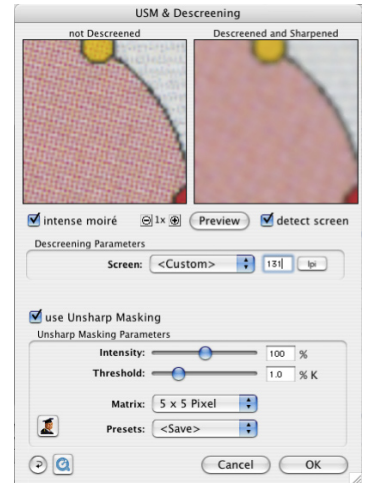 USM & Descreening
not Descreened
Descreened and Sharpened
intense moiré
1x
Preview
detect screen
Descreening Parameters
Screen: <Custom> 131 lpi
use Unsharp Masking
Unsharp Masking Parameters
Intensity: 100 %
Threshold: 1.0 % K
Matrix: 5 x 5 Pixel
Presets: <Save>
Cancel
OK